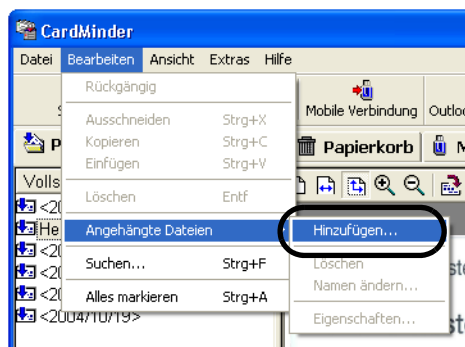 CardMinder
Datei Bearbeiten Ansicht Extras Hilfe
Rückgängig
Ausschneiden Strg+X
Kopieren Strg+C
Einfügen Strg+V
Löschen Entf
Angehängte Dateien
Suchen... Strg+F
Alles markieren Strg+A
Hinzufügen...
Löschen
Namen ändern...
Eigenschaften...
Mobile Verbindung
Papierkorb
<2004/10/19>